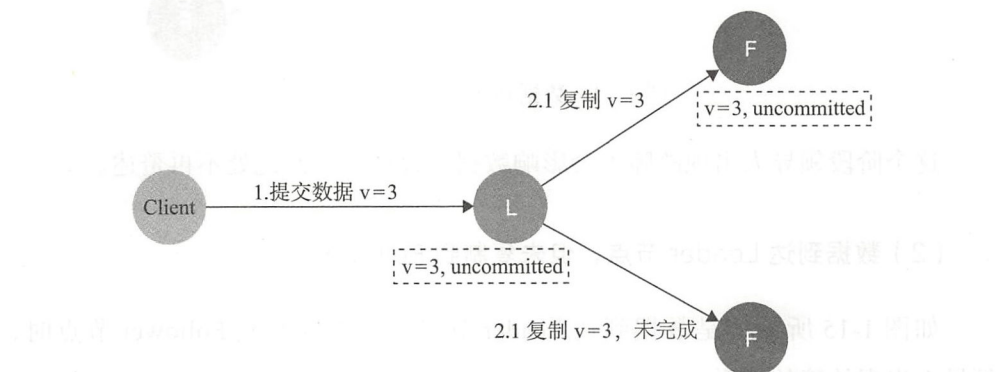 F
2.1 复制 v=3
v=3, uncommitted
Client
1.提交数据 v=3
L
v=3, uncommitted
2.1 复制 v=3，未完成
F